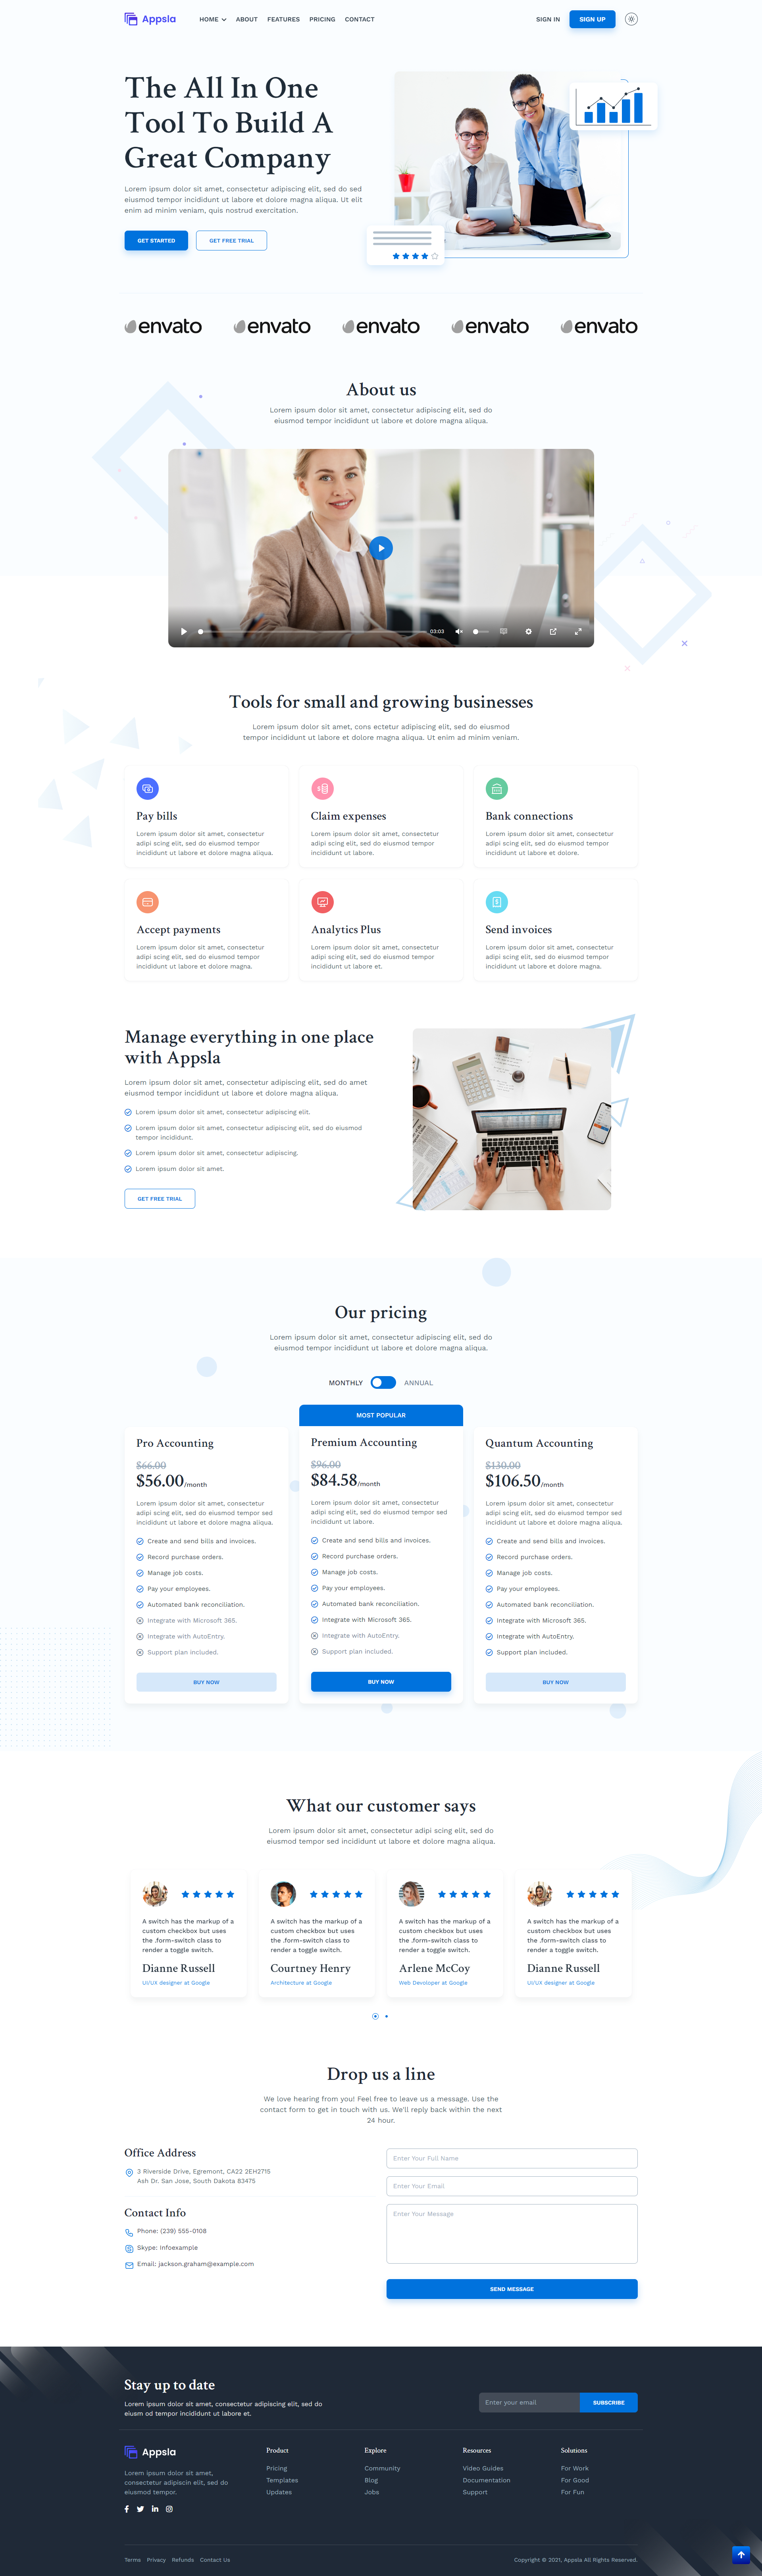 Appsla
HOME
ABOUT
FEATURES
PRICING
CONTACT
SIGN IN
SIGN UP
The All In One
Tool To Build A
Great Company
Lorem ipsum dolor sit amet, consectetur adipiscing elit, sed do sed
eiusmod tempor incididunt ut labore et dolore magna aliqua. Ut elit
enim ad minim veniam, quis nostrud exercitation.
GET STARTED
GET FREE TRIAL
envato
envato
envato
envato
envato
About us
Lorem ipsum dolor sit amet, consectetur adipiscing elit, sed do
eiusmod tempor incididunt ut labore et dolore magna aliqua.
03:03
Tools for small and growing businesses
Lorem ipsum dolor sit amet, cons ectetur adipiscing elit, sed do eiusmod
tempor incididunt ut labore et dolore magna aliqua. Ut enim ad minim veniam.
Pay bills
Lorem ipsum dolor sit amet, consectetur
adipi scing elit, sed do eiusmod tempor
incididunt ut labore et dolore magna aliqua.
Claim expenses
Lorem ipsum dolor sit amet, consectetur
adipi scing elit, sed do eiusmod tempor
incididunt ut labore.
Bank connections
Lorem ipsum dolor sit amet, consectetur
adipi scing elit, sed do eiusmod tempor
incididunt ut labore et dolore.
Accept payments
Lorem ipsum dolor sit amet, consectetur
adipi scing elit, sed do eiusmod tempor
incididunt ut labore et dolore magna.
Analytics Plus
Lorem ipsum dolor sit amet, consectetur
adipi scing elit, sed do eiusmod tempor
incididunt ut labore et.
Send invoices
Lorem ipsum dolor sit amet, consectetur
adipi scing elit, sed do eiusmod tempor
incididunt ut labore et dolore magna.
Manage everything in one place
with Appsla
Lorem ipsum dolor sit amet, consectetur adipiscing elit, sed do amet
eiusmod tempor incididunt ut labore et dolore magna aliqua.
Lorem ipsum dolor sit amet, consectetur adipiscing elit.
Lorem ipsum dolor sit amet, consectetur adipiscing elit, sed do eiusmod
tempor incididunt.
Lorem ipsum dolor sit amet, consectetur adipiscing.
Lorem ipsum dolor sit amet.
GET FREE TRIAL
Our pricing
Lorem ipsum dolor sit amet, consectetur adipiscing elit, sed do
eiusmod tempor incididunt ut labore et dolore magna aliqua.
MONTHLY
ANNUAL
Pro Accounting
$66.00
$56.00/month
Lorem ipsum dolor sit amet, consectetur
adipi scing elit, sed do eiusmod tempor sed
incididunt ut labore et dolore magna aliqua.
Create and send bills and invoices.
Record purchase orders.
Manage job costs.
Pay your employees.
Automated bank reconciliation.
Integrate with Microsoft 365.
Integrate with AutoEntry.
Support plan included.
BUY NOW
MOST POPULAR
Premium Accounting
$96.00
$84.58/month
Lorem ipsum dolor sit amet, consectetur
adipi scing elit, sed do eiusmod tempor sed
incididunt ut labore.
Create and send bills and invoices.
Record purchase orders.
Manage job costs.
Pay your employees.
Automated bank reconciliation.
Integrate with Microsoft 365.
Integrate with AutoEntry.
Support plan included.
BUY NOW
Quantum Accounting
$130.00
$106.50/month
Lorem ipsum dolor sit amet, consectetur
adipi scing elit, sed do eiusmod tempor sed
incididunt ut labore et dolore magna aliqua.
Create and send bills and invoices.
Record purchase orders.
Manage job costs.
Pay your employees.
Automated bank reconciliation.
Integrate with Microsoft 365.
Integrate with AutoEntry.
Support plan included.
BUY NOW
What our customer says
Lorem ipsum dolor sit amet, consectetur adipi scing elit, sed do
eiusmod tempor sed incididunt ut labore et dolore magna aliqua.
A switch has the markup of a
custom checkbox but uses
the .form-switch class to
render a toggle switch.
Dianne Russell
UI/UX designer at Google
A switch has the markup of a
custom checkbox but uses
the .form-switch class to
render a toggle switch.
Courtney Henry
Architecture at Google
A switch has the markup of a
custom checkbox but uses
the .form-switch class to
render a toggle switch.
Arlene McCoy
Web Devoloper at Google
A switch has the markup of a
custom checkbox but uses
the .form-switch class to
render a toggle switch.
Dianne Russell
UI/UX designer at Google
Drop us a line
We love hearing from you! Feel free to leave us a message. Use the
contact form to get in touch with us. We'll reply back within the next
24 hour.
Office Address
3 Riverside Drive, Egremont, CA22 2EH2715
Ash Dr. San Jose, South Dakota 83475
Contact Info
Phone: (239) 555-0108
Skype: Infoexample
Email: jackson.graham@example.com
Enter Your Full Name
Enter Your Email
Enter Your Message
SEND MESSAGE
Stay up to date
Lorem ipsum dolor sit amet, consectetur adipiscing elit, sed do
eiusm od tempor incididunt ut labore et.
Enter your email
SUBSCRIBE
Appsla
Lorem ipsum dolor sit amet,
consectetur adipiscin elit, sed do
eiusmod tempor.
Product
Pricing
Templates
Updates
Explore
Community
Blog
Jobs
Resources
Video Guides
Documentation
Support
Solutions
For Work
For Good
For Fun
Terms
Privacy
Refunds
Contact Us
Copyright © 2021, Appsla All Rights Reserved.